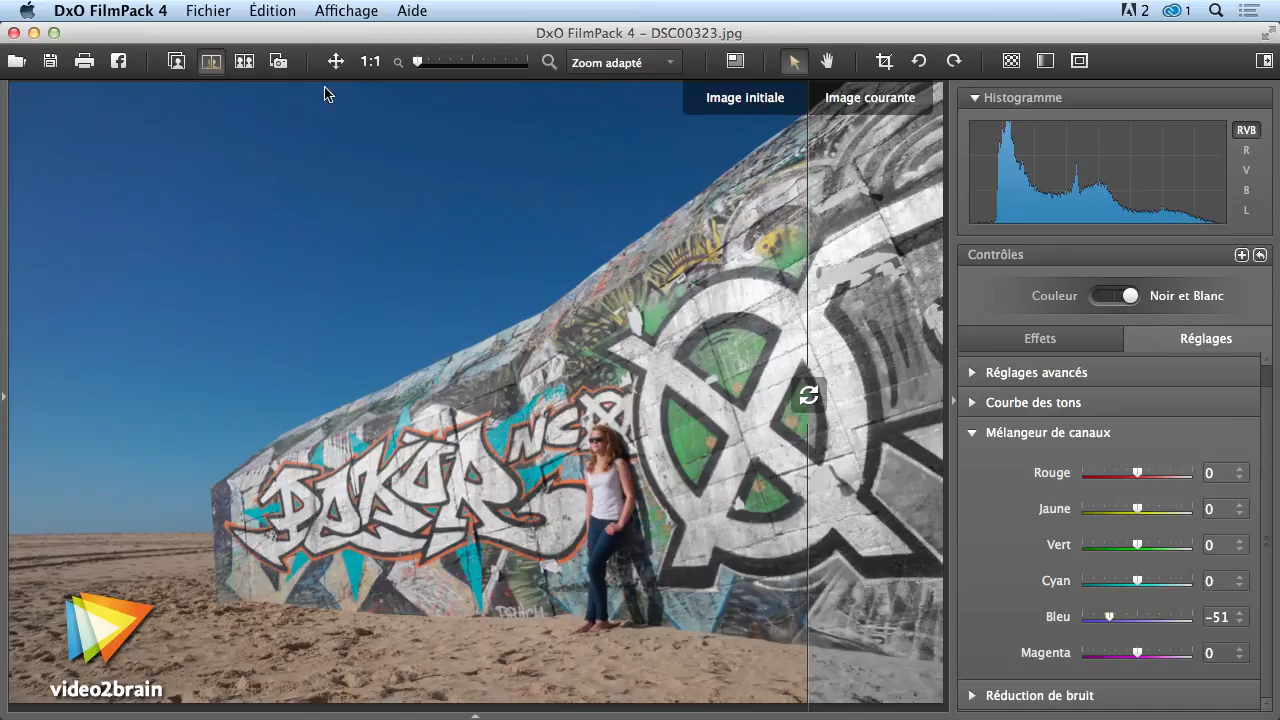 DxO FilmPack 4 Fichier Édition Affichage Aide 2 1
DxO FilmPack 4 – DSC00323.jpg
1:1 Zoom adapté
Image initiale Image courante
Histogramme
RVB
R
V
B
L
Contrôles
Couleur Noir et Blanc
Effets Réglages
Réglages avancés
Courbe des tons
Mélangeur de canaux
Rouge 0
Jaune 0
Vert 0
Cyan 0
Bleu -51
Magenta 0
Réduction de bruit
video2brain